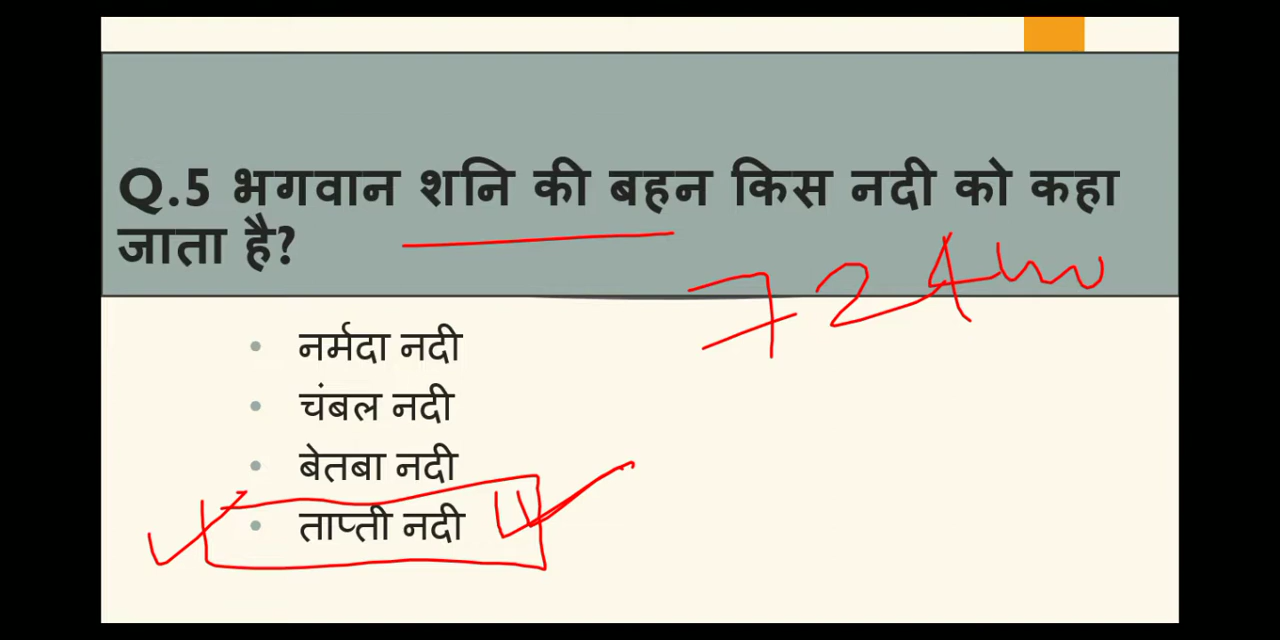 Q.5 भगवान शनि की बहन किस नदी को कहा
जाता है?
724km
• नर्मदा नदी
• चंबल नदी
• बेतबा नदी
• ताप्ती नदी